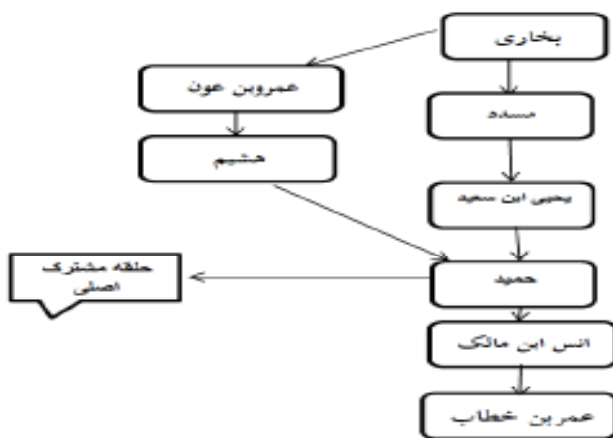 بخاری
عمروبن عون
مسدد
هشیم
یحیی ابن سعید
حلقه مشترک
اصلی
حمید
انس ابن مالک
عمربن خطاب